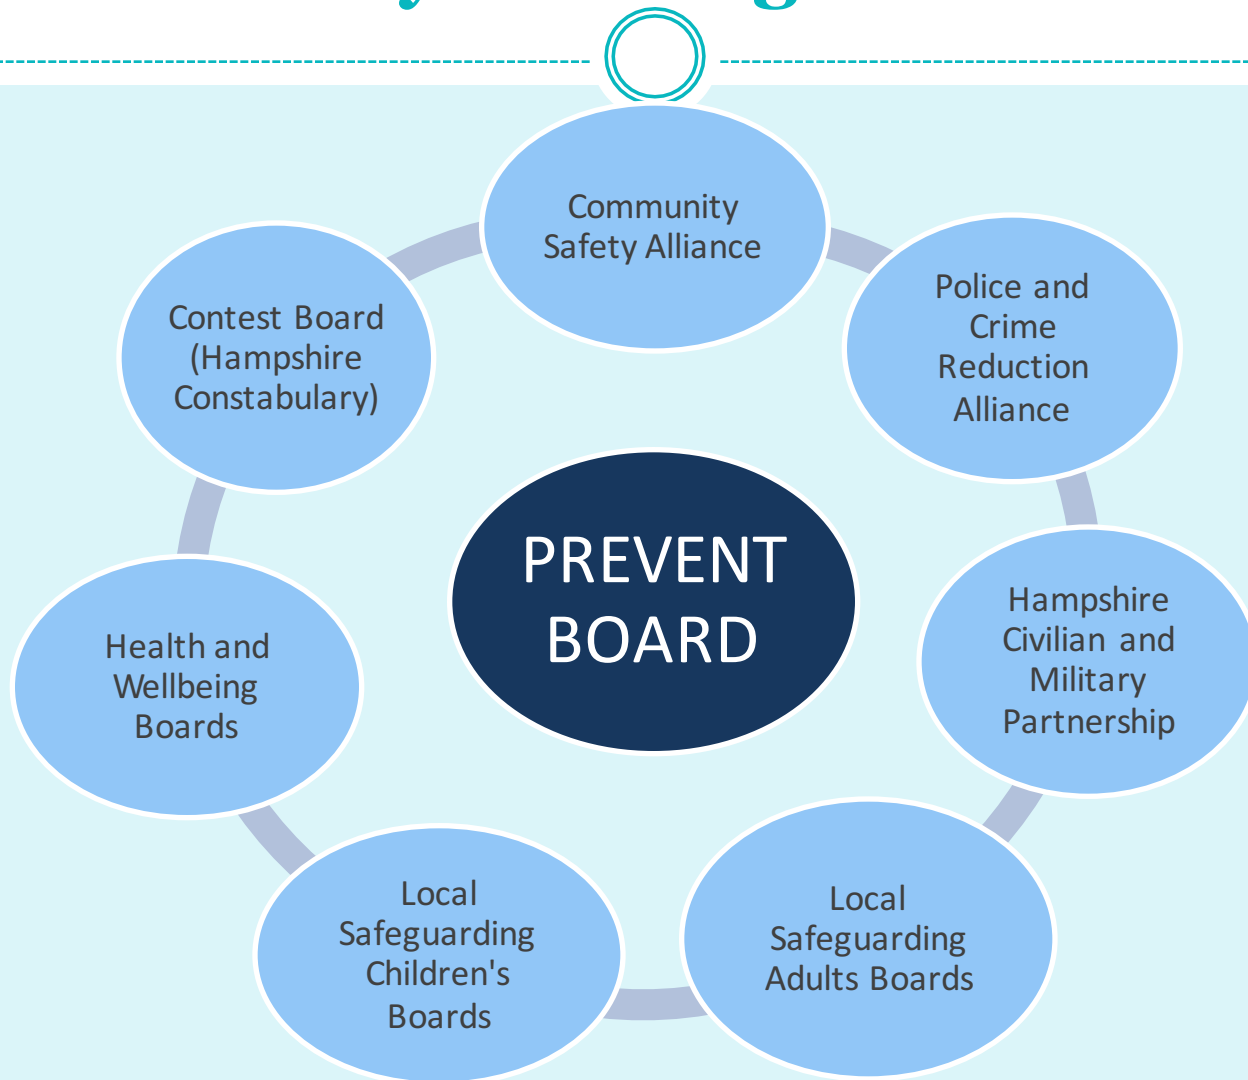 Community
Safety Alliance
Police and
Crime
Reduction
Alliance
Contest Board
(Hampshire
Constabulary)
PREVENT
BOARD
Hampshire
Civilian and
Military
Partnership
Health and
Wellbeing
Boards
Local
Safeguarding
Children's
Boards
Local
Safeguarding
Adults Boards